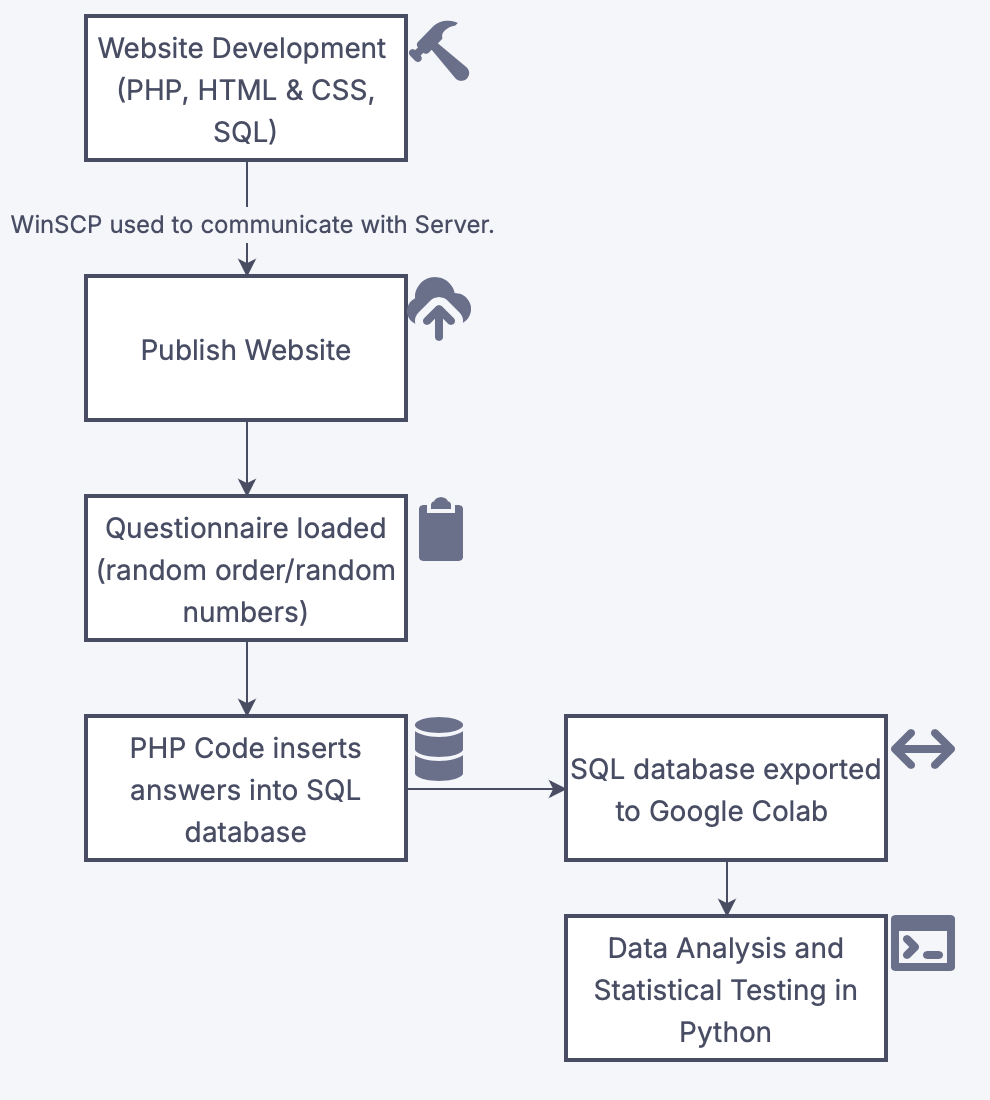 Website Development
(PHP, HTML & CSS,
SQL)
WinSCP used to communicate with Server.
Publish Website
Questionnaire loaded
(random order/random
numbers)
PHP Code inserts
answers into SQL
database
SQL database exported
to Google Colab
Data Analysis and
Statistical Testing in
Python